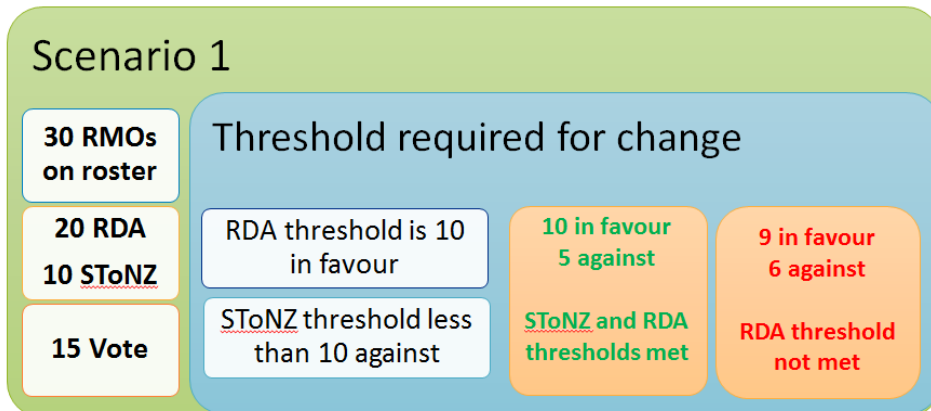 Scenario 1
30 RMOs
on roster
20 RDA
10 SToNZ
15 Vote
Threshold required for change
RDA threshold is 10
in favour
SToNZ threshold less
than 10 against
10 in favour
5 against
SToNZ and RDA
thresholds met
9 in favour
6 against
RDA threshold
not met